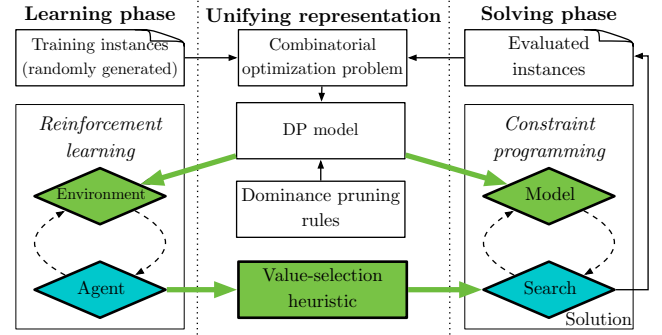 Learning phase
Unifying representation
Solving phase
Training instances
(randomly generated)
Combinatorial
optimization problem
Evaluated
instances
Reinforcement
learning
DP model
Constraint
programming
Environment
Dominance pruning
rules
Model
Agent
Value-selection
heuristic
Search
Solution